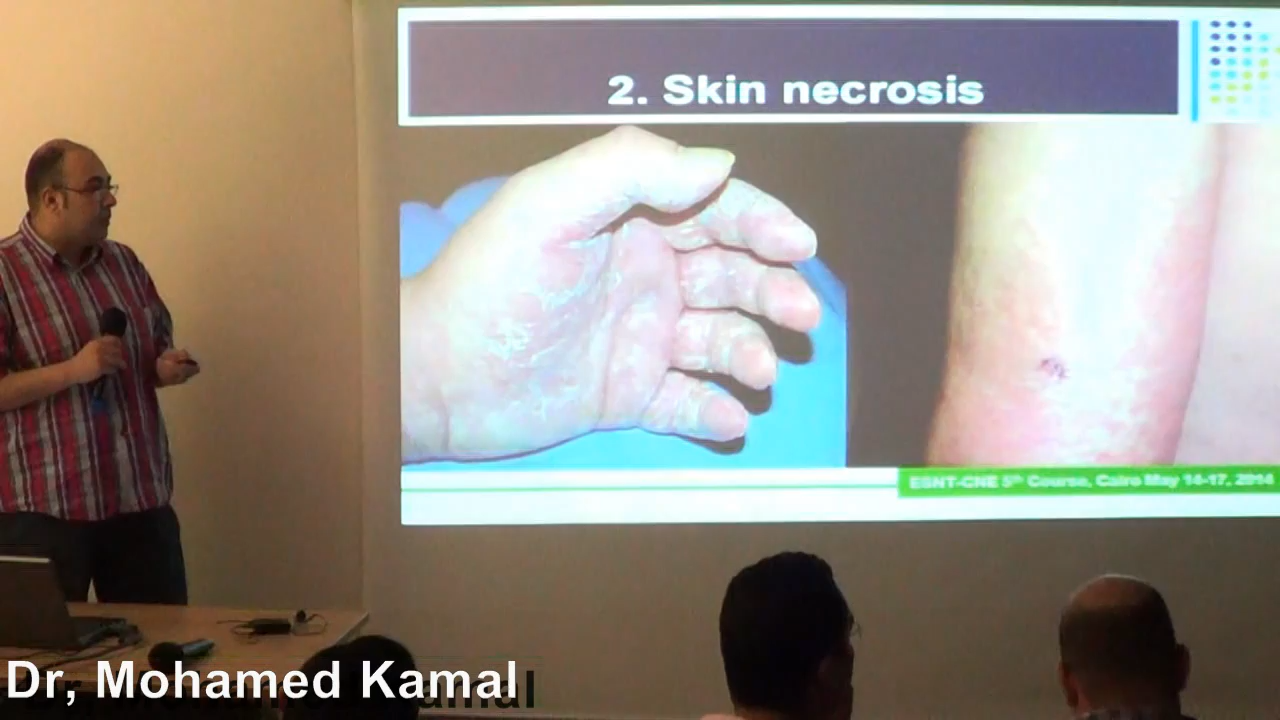 2. Skin necrosis
ESNT-CNE 5th Course, Cairo May 14-17, 2014
Dr, Mohamed Kamal